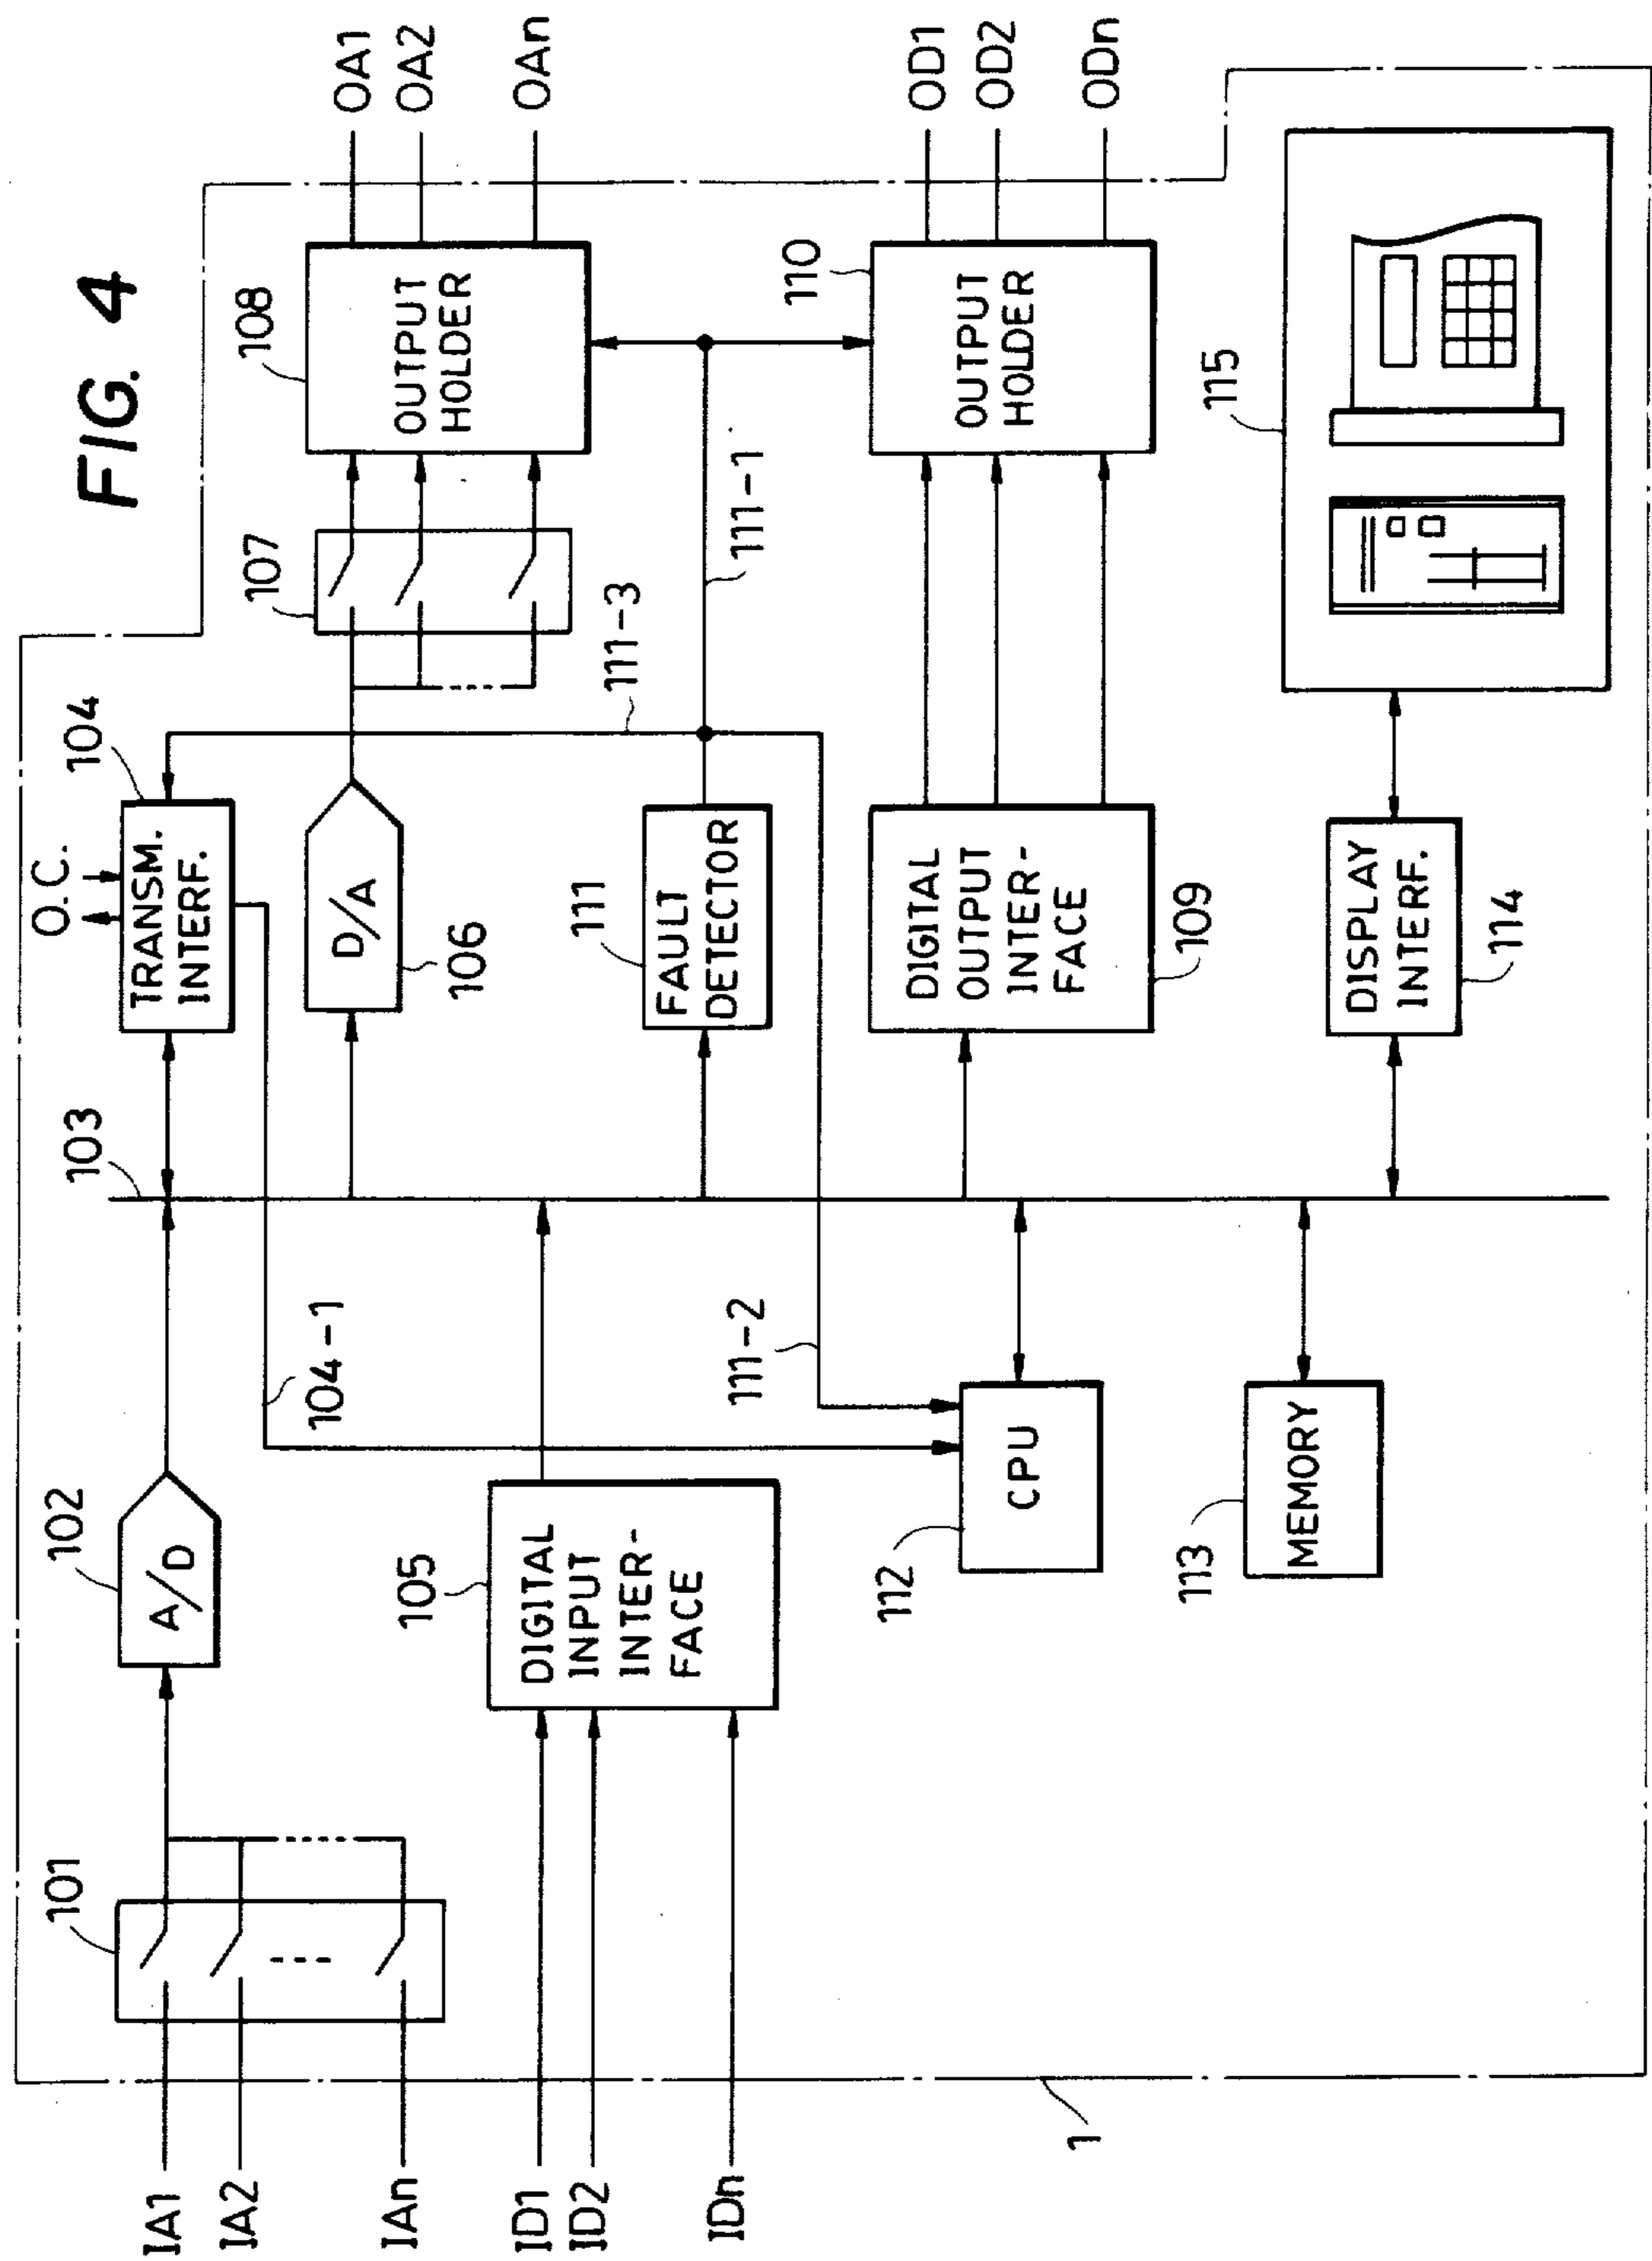 FIG. 4
O. C.
103
104
TRANSM.
INTERF.
101
102
A/D
104-1
D/A
106
111-3
107
108
OUTPUT
HOLDER
OA1
OA2
OAn
IA1
IA2
IAn
105
DIGITAL
INPUT
INTER-
FACE
ID1
ID2
IDn
111
FAULT
DETECTOR
111-1
111-2
112
CPU
DIGITAL
OUTPUT
INTER-
FACE
109
110
OUTPUT
HOLDER
OD1
OD2
ODn
113
MEMORY
DISPLAY
INTERF.
114
115
1